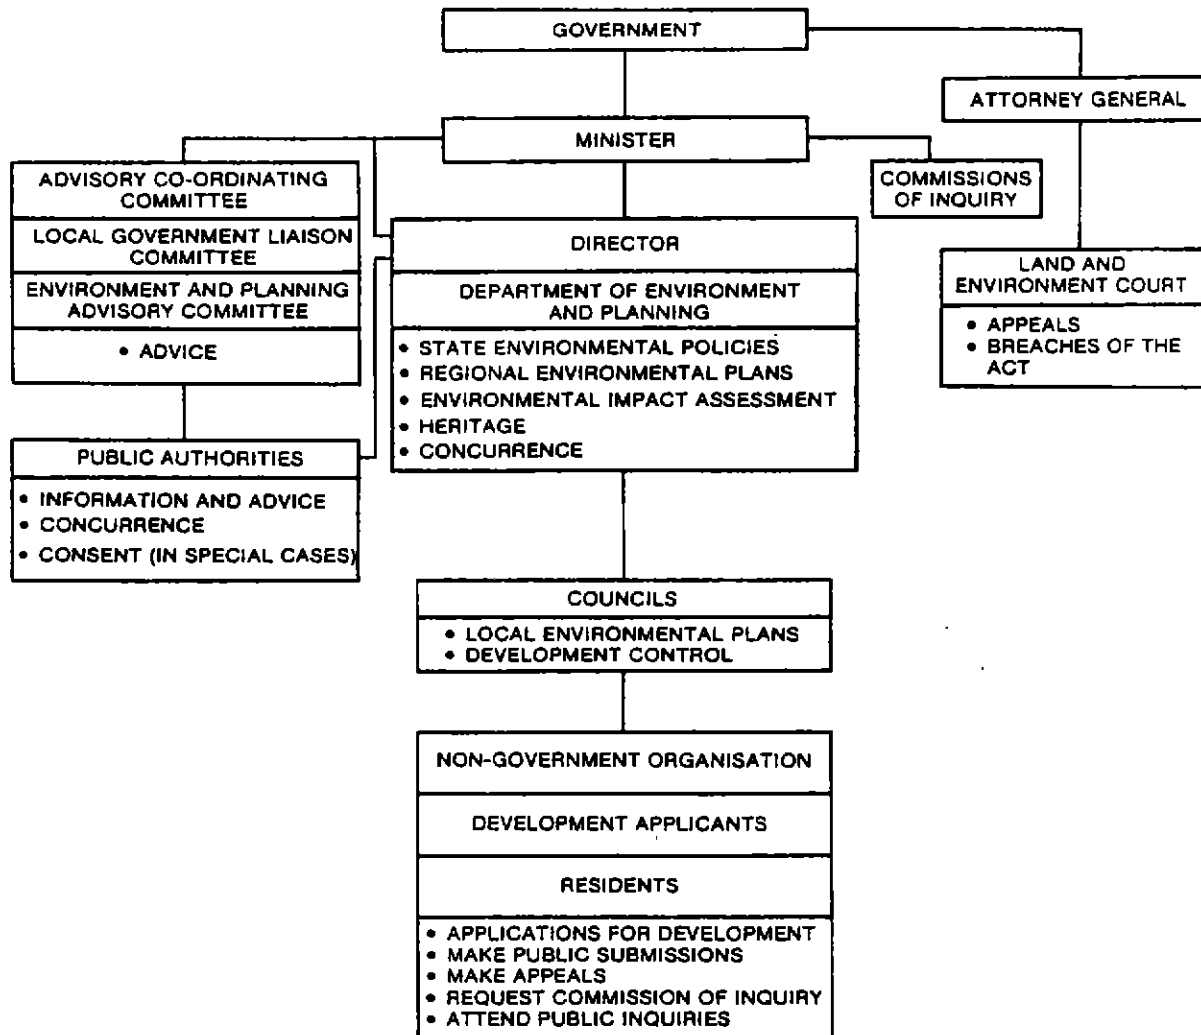 GOVERNMENT
ATTORNEY GENERAL
MINISTER
ADVISORY CO-ORDINATING
COMMITTEE
LOCAL GOVERNMENT LIAISON
COMMITTEE
ENVIRONMENT AND PLANNING
ADVISORY COMMITTEE
• ADVICE
COMMISSIONS
OF INQUIRY
DIRECTOR
DEPARTMENT OF ENVIRONMENT
AND PLANNING
• STATE ENVIRONMENTAL POLICIES
• REGIONAL ENVIRONMENTAL PLANS
• ENVIRONMENTAL IMPACT ASSESSMENT
• HERITAGE
• CONCURRENCE
LAND AND
ENVIRONMENT COURT
• APPEALS
• BREACHES OF THE
ACT
PUBLIC AUTHORITIES
• INFORMATION AND ADVICE
• CONCURRENCE
• CONSENT (IN SPECIAL CASES)
COUNCILS
• LOCAL ENVIRONMENTAL PLANS
• DEVELOPMENT CONTROL
NON-GOVERNMENT ORGANISATION
DEVELOPMENT APPLICANTS
RESIDENTS
• APPLICATIONS FOR DEVELOPMENT
• MAKE PUBLIC SUBMISSIONS
• MAKE APPEALS
• REQUEST COMMISSION OF INQUIRY
• ATTEND PUBLIC INQUIRIES